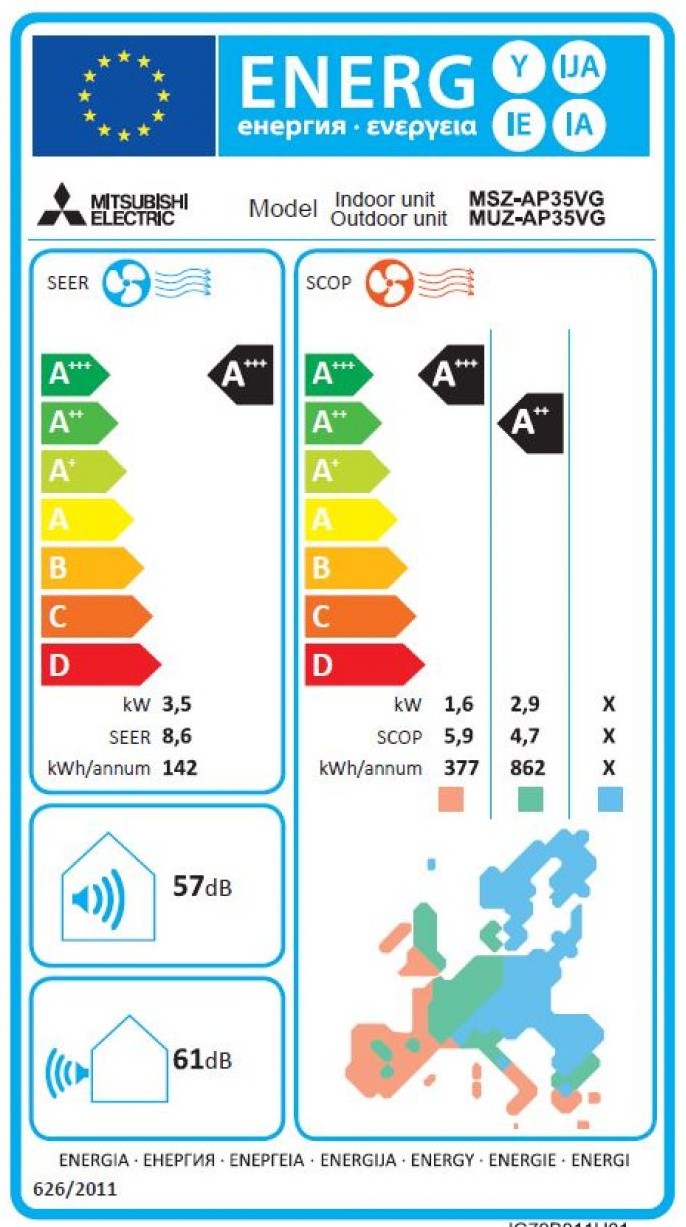 ENERG Y IJA
енергия · ενεργεια IE IA
MITSUBISHI
ELECTRIC
Model Indoor unit MSZ-AP35VG
Outdoor unit MUZ-AP35VG
SEER
A+++ A+++
A++
A+
A
B
C
D
kW 3,5
SEER 8,6
kWh/annum 142
SCOP
A+++ A+++
A++ A++
A+
A
B
C
D
kW 1,6 2,9 X
SCOP 5,9 4,7 X
kWh/annum 377 862 X
57dB
61dB
ENERGIA · ЕНЕРГИЯ · ΕΝΕΡΓΕΙΑ · ENERGIJA · ENERGY · ENERGIE · ENERGI
626/2011